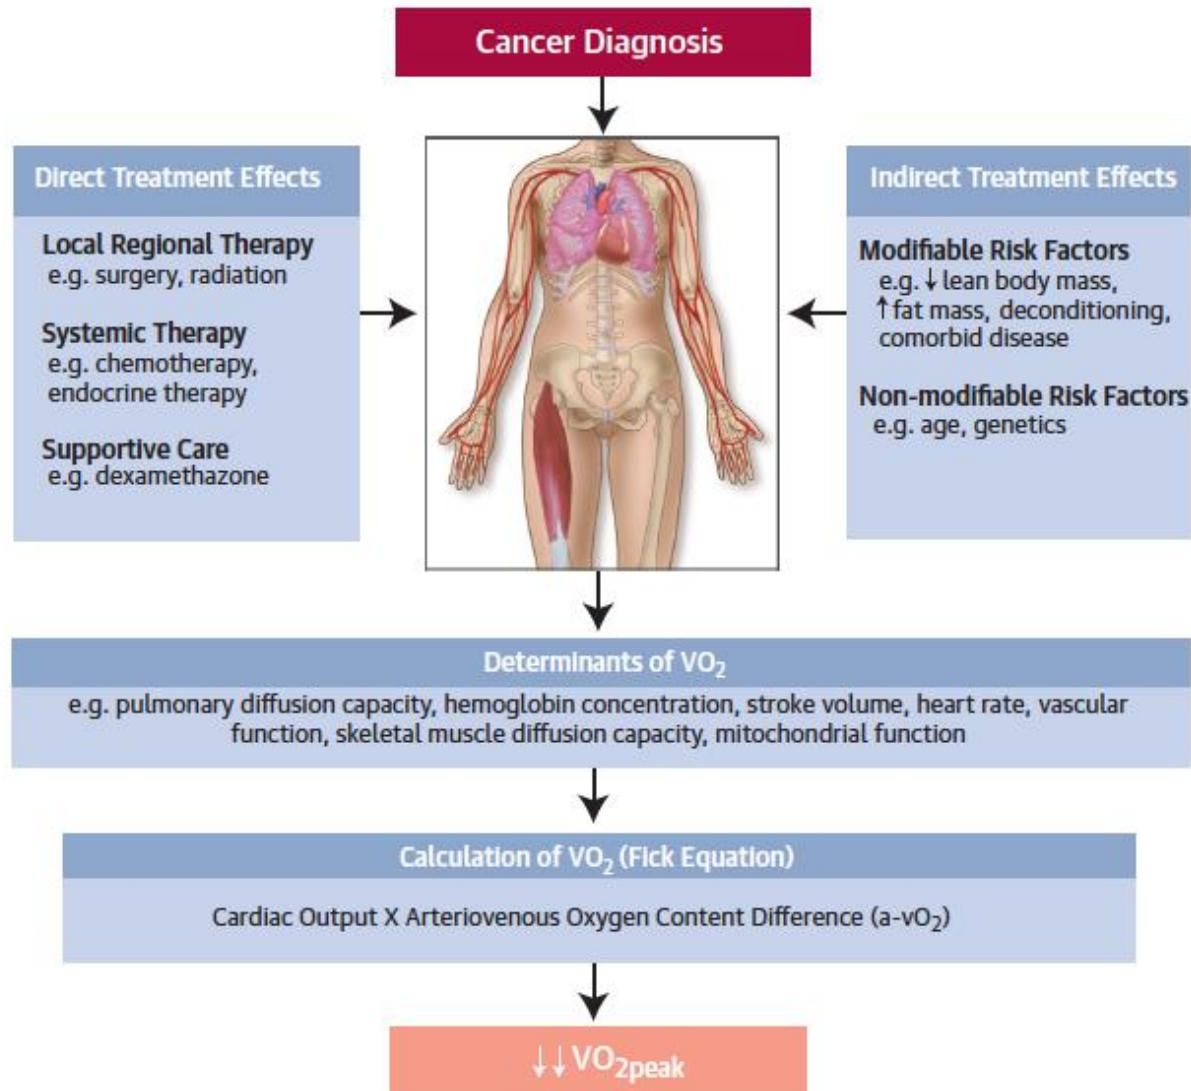 Cancer Diagnosis
Direct Treatment Effects
Local Regional Therapy
e.g. surgery, radiation
Systemic Therapy
e.g. chemotherapy,
endocrine therapy
Supportive Care
e.g. dexamethazone
Indirect Treatment Effects
Modifiable Risk Factors
e.g. ↓ lean body mass,
↑ fat mass, deconditioning,
comorbid disease
Non-modifiable Risk Factors
e.g. age, genetics
Determinants of VO₂
e.g. pulmonary diffusion capacity, hemoglobin concentration, stroke volume, heart rate, vascular
function, skeletal muscle diffusion capacity, mitochondrial function
Calculation of VO₂ (Fick Equation)
Cardiac Output X Arteriovenous Oxygen Content Difference (a-vO₂)
↓↓VO₂peak